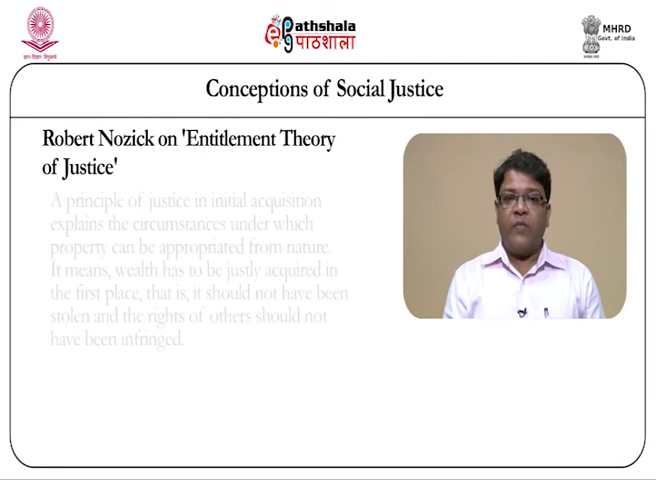 Pathshala
पाठशाला
MHRD
Govt. of India
Conceptions of Social Justice
Robert Nozick on 'Entitlement Theory
of Justice'
A principle of justice in initial acquisition
explains the circumstances under which
property can be appropriated from nature.
It means, wealth has to be justly acquired in
the first place, that is, it should not have been
stolen and the rights of others should not
have been infringed.